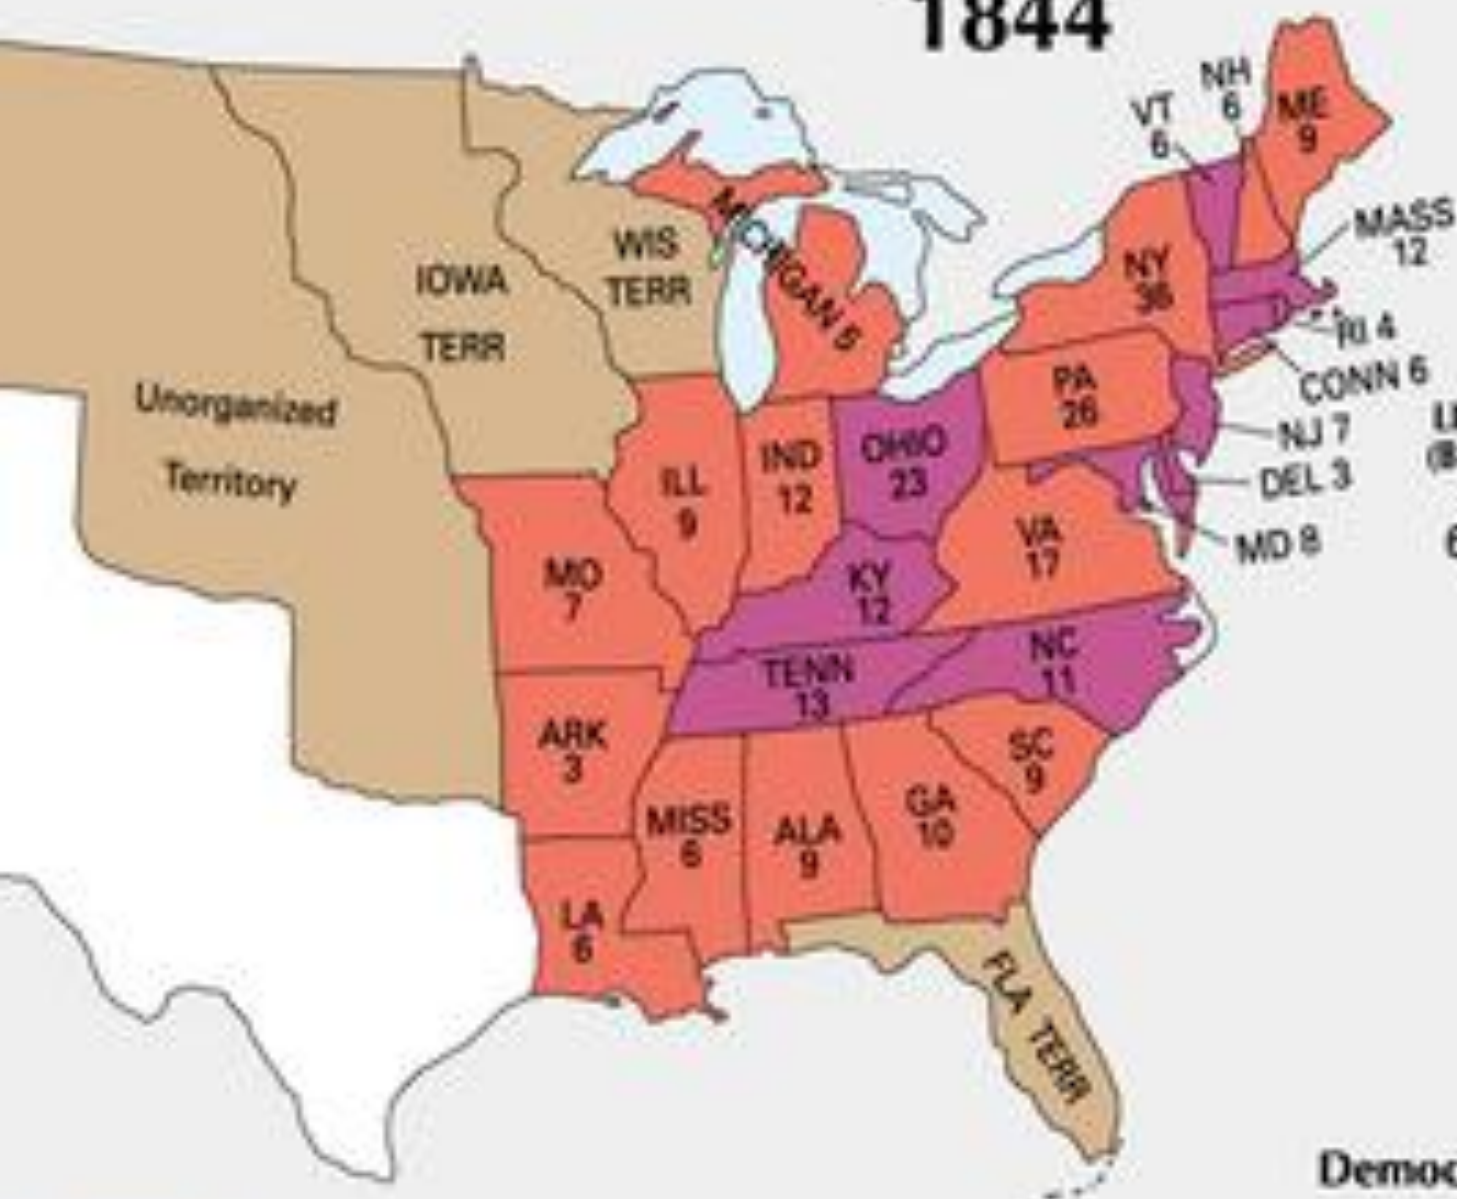 1844
NH
6
VT
6
ME
9
MASS
12
NY
36
RI 4
CONN 6
NJ 7
DEL 3
MD 8
PA
26
WIS
TERR
IOWA
TERR
MICHIGAN 5
Unorganized
Territory
ILL
9
IND
12
OHIO
23
VA
17
MO
7
KY
12
TENN
13
NC
11
ARK
3
SC
9
MISS
6
ALA
9
GA
10
LA
6
FLA TERR
Democ